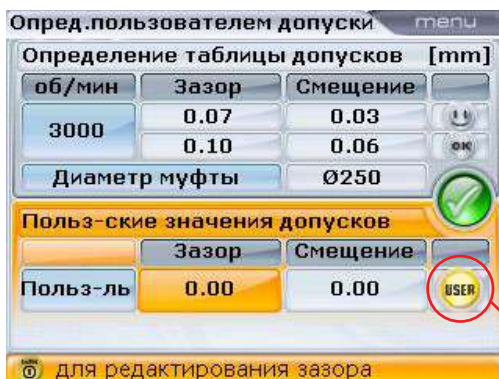 Опред.пользователем допуски menu
Определение таблицы допусков [mm]
об/мин Зазор Смещение
3000 0.07 0.03
0.10 0.06 OK
Диаметр муфты Ø250
Польз-ские значения допусков
Зазор Смещение
Польз-ль 0.00 0.00 USER
для редактирования зазора